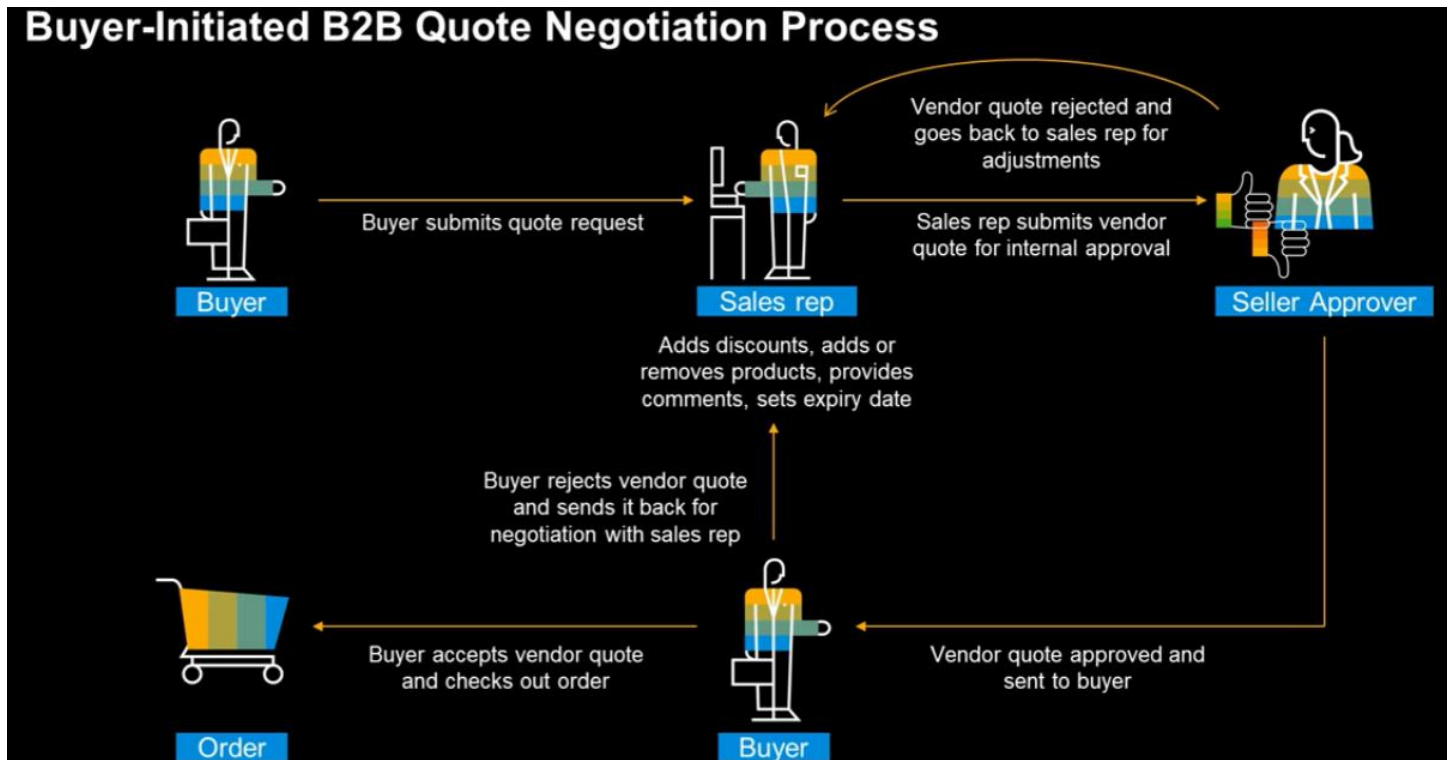 Buyer-Initiated B2B Quote Negotiation Process
Vendor quote rejected and
goes back to sales rep for
adjustments
Buyer submits quote request
Sales rep submits vendor
quote for internal approval
Buyer
Sales rep
Seller Approver
Adds discounts, adds or
removes products, provides
comments, sets expiry date
Buyer rejects vendor quote
and sends it back for
negotiation with sales rep
Buyer accepts vendor quote
and checks out order
Vendor quote approved and
sent to buyer
Order
Buyer